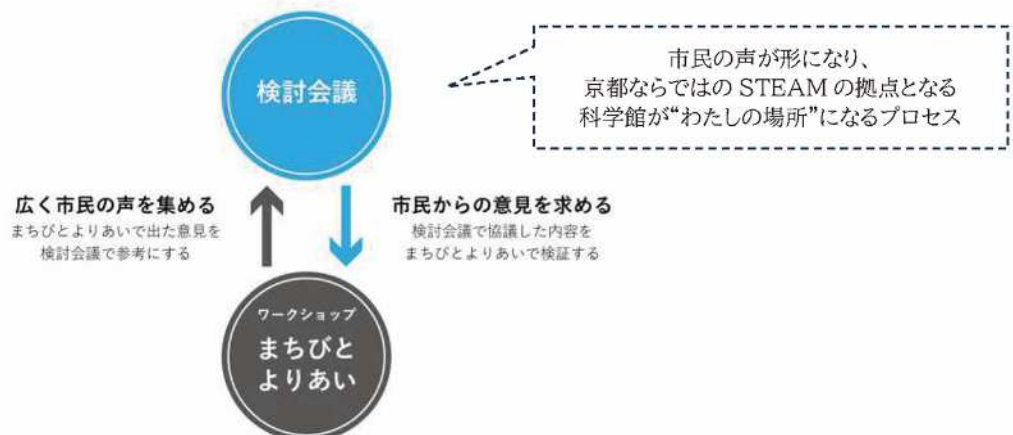 検討会議
市民の声が形になり、
京都ならではの STEAM の拠点となる
科学館が“わたしの場所”になるプロセス
広く市民の声を集める
まちびとよりあいで出た意見を
検討会議で参考にする
市民からの意見を求める
検討会議で協議した内容を
まちびとよりあいで検証する
ワークショップ
まちびと
よりあい